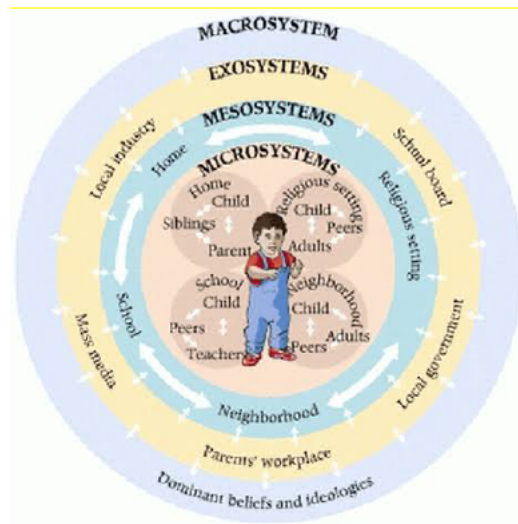 MACROSYSTEM
EXOSYSTEMS
MESOSYSTEMS
MICROSYSTEMS
Local industry
School board
Home
Religious setting
Home
Child
Siblings
Parent
Religious setting
Child
Peers
Adults
School
Child
Peers
Teachers
Neighborhood
Child
Adults
Peers
School
Neighborhood
Mass media
Local government
Parents' workplace
Dominant beliefs and ideologies